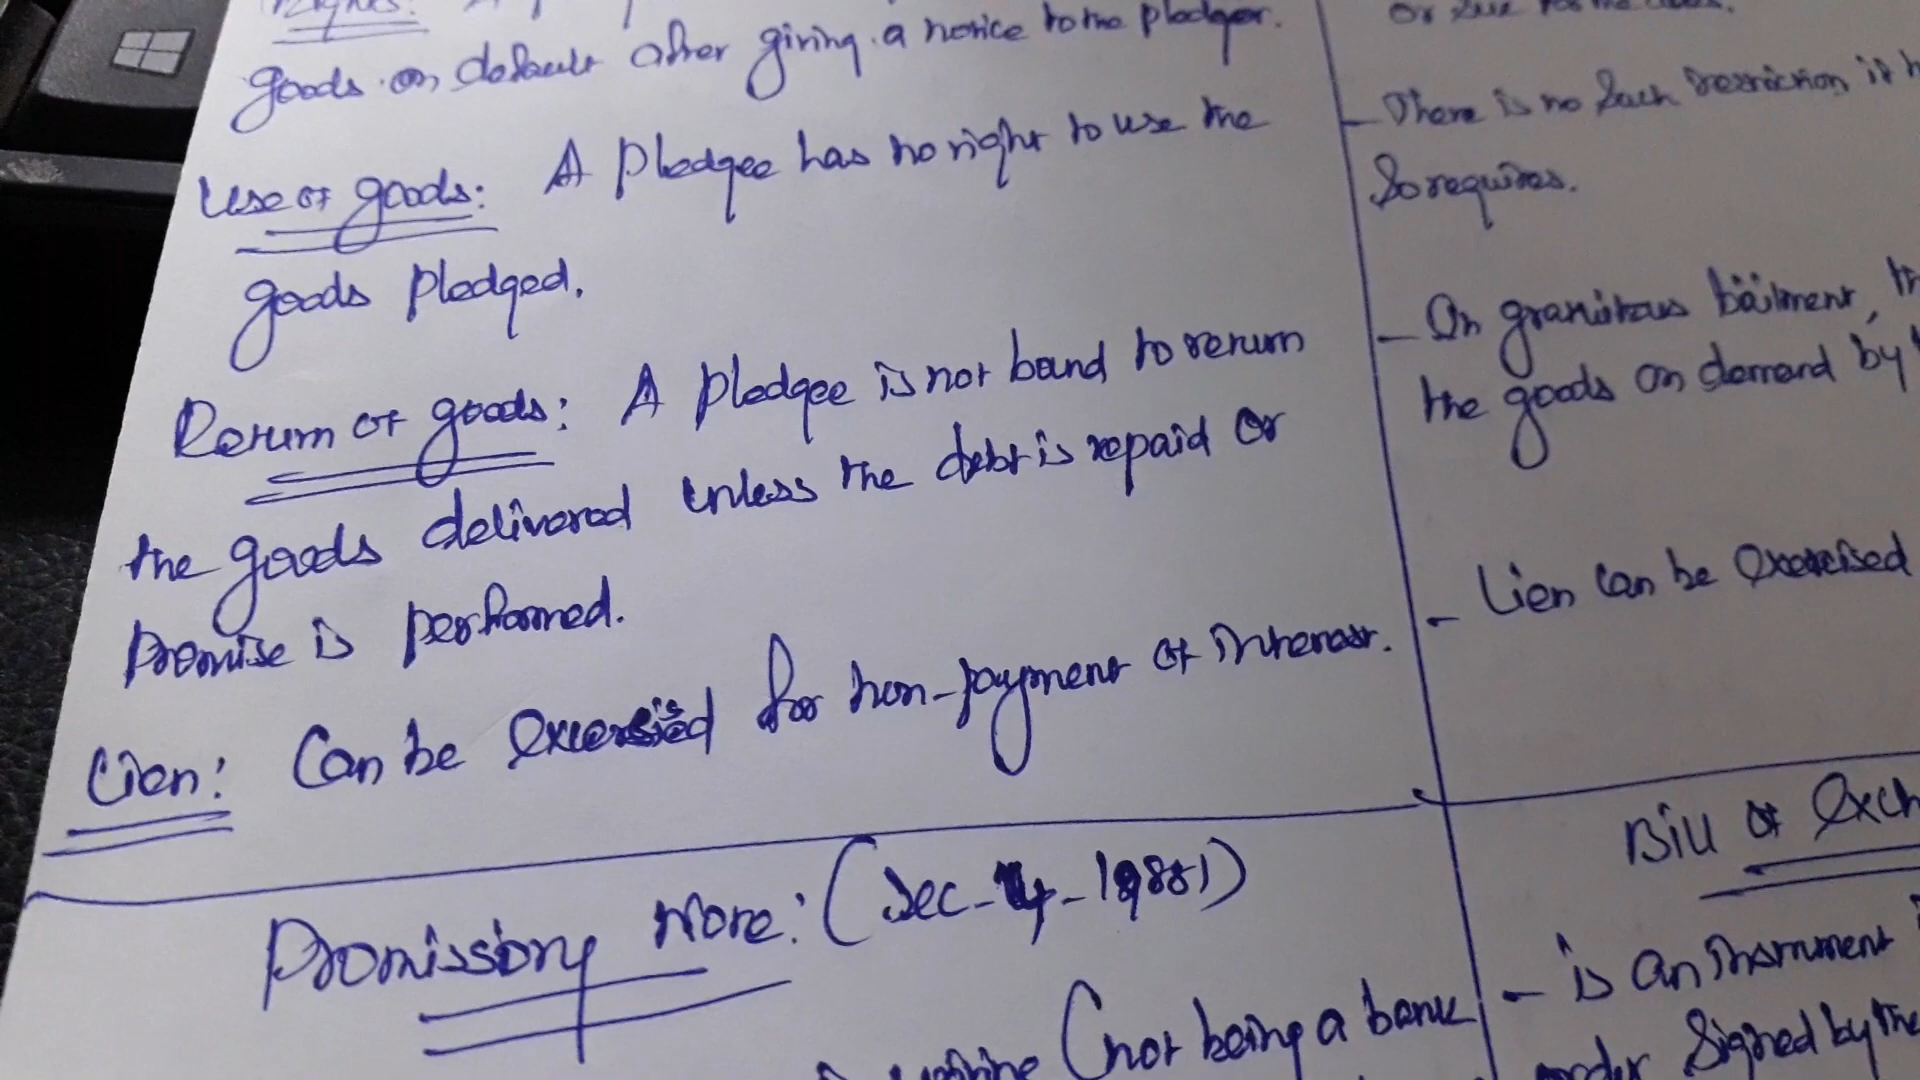 goods on default after giving a notice to the pledger.
Use of goods: A Pledgee has no right to use the
goods pledged.
Return of goods: A pledgee is not bound to return
the goods delivered unless the debt is repaid or
promise is performed.
Lien: Can be exercised for non-payment of interest.
Promissory Note: (Sec-4-1881)
(not being a bank
- There is no such restriction, if
so requires.
- In gratuitous bailment,
the goods on demand by
- Lien can be exercised
Bill of Exch
- is an instrument
order signed by the